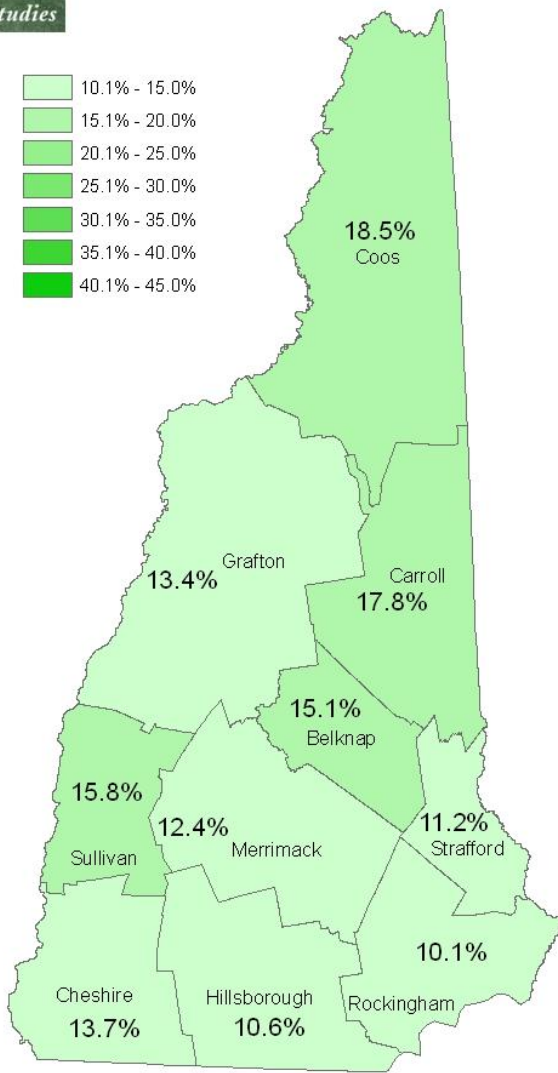 10.1% - 15.0%
15.1% - 20.0%
20.1% - 25.0%
25.1% - 30.0%
30.1% - 35.0%
35.1% - 40.0%
40.1% - 45.0%
18.5%
Coos
Grafton
13.4%
Carroll
17.8%
15.1%
Belknap
15.8%
Sullivan
12.4%
Merrimack
11.2%
Strafford
10.1%
Rockingham
Cheshire
13.7%
Hillsborough
10.6%